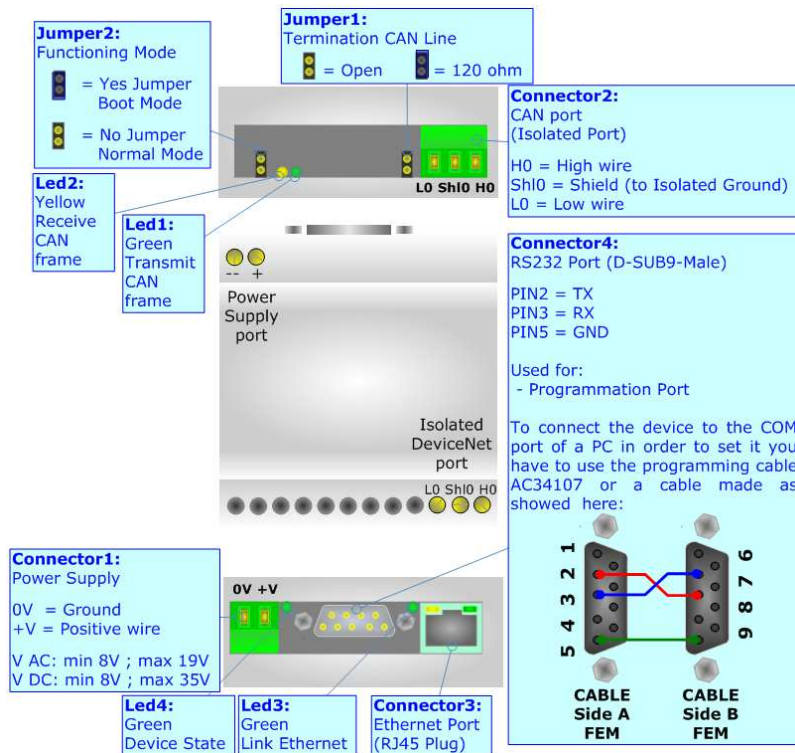 Jumper2:
Functioning Mode
= Yes Jumper
Boot Mode
= No Jumper
Normal Mode
Jumper1:
Termination CAN Line
= Open
= 120 ohm
Connector2:
CAN port
(Isolated Port)
H0 = High wire
Shl0 = Shield (to Isolated Ground)
L0 = Low wire
L0 Shl0 H0
Led2:
Yellow
Receive
CAN
frame
Led1:
Green
Transmit
CAN
frame
-- +
Power
Supply
port
Isolated
DeviceNet
port
L0 Shl0 H0
Connector4:
RS232 Port (D-SUB9-Male)
PIN2 = TX
PIN3 = RX
PIN5 = GND
Used for:
- Programmation Port
To connect the device to the COM
port of a PC in order to set it you
have to use the programming cable
AC34107 or a cable made as
showed here:
1
2
3
4
5
6
7
8
9
CABLE
Side A
FEM
CABLE
Side B
FEM
Connector1:
Power Supply
0V = Ground
+V = Positive wire
V AC: min 8V ; max 19V
V DC: min 8V ; max 35V
0V +V
Led4:
Green
Device State
Led3:
Green
Link Ethernet
Connector3:
Ethernet Port
(RJ45 Plug)